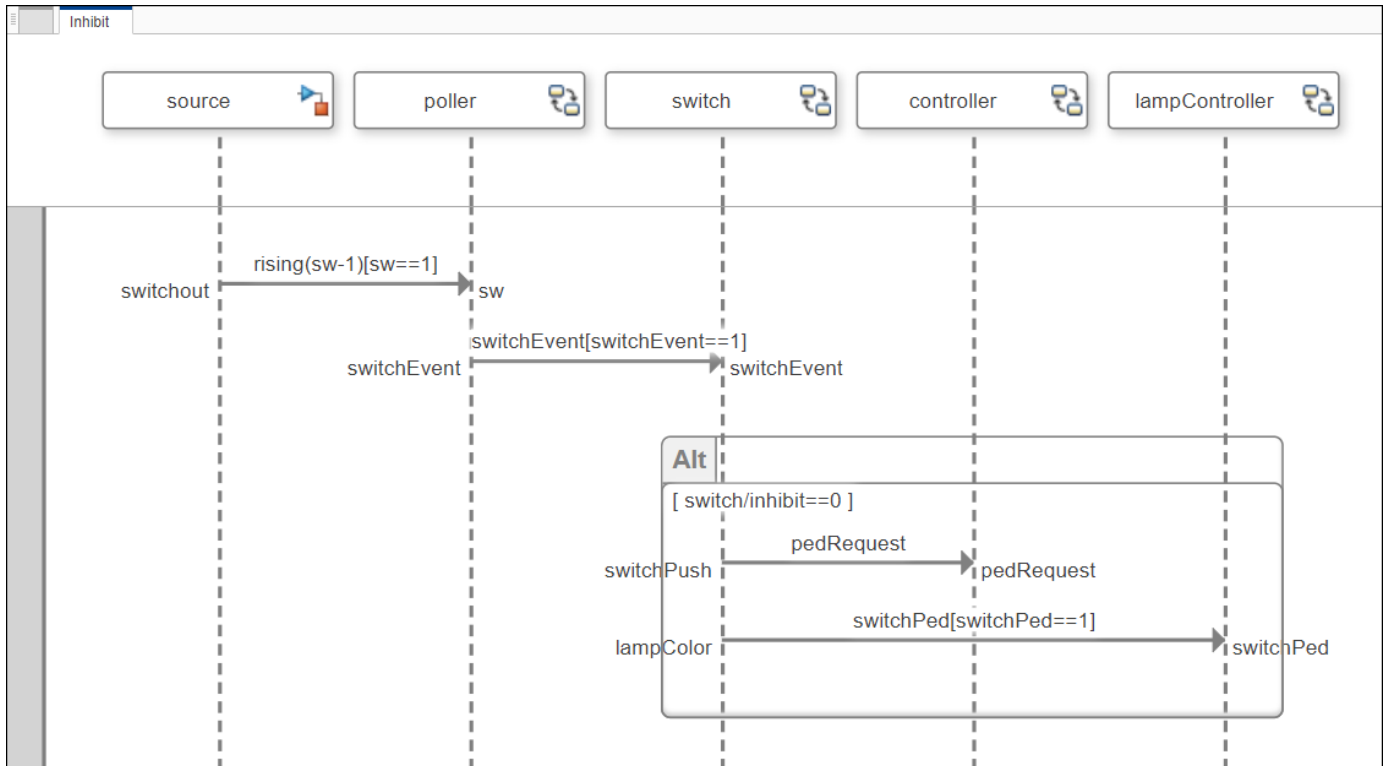 Inhibit
source
poller
switch
controller
lampController
rising(sw-1)[sw==1]
switchout
sw
switchEvent[switchEvent==1]
switchEvent
switchEvent
Alt
[ switch/inhibit==0 ]
pedRequest
switchPush
pedRequest
switchPed[switchPed==1]
lampColor
switchPed